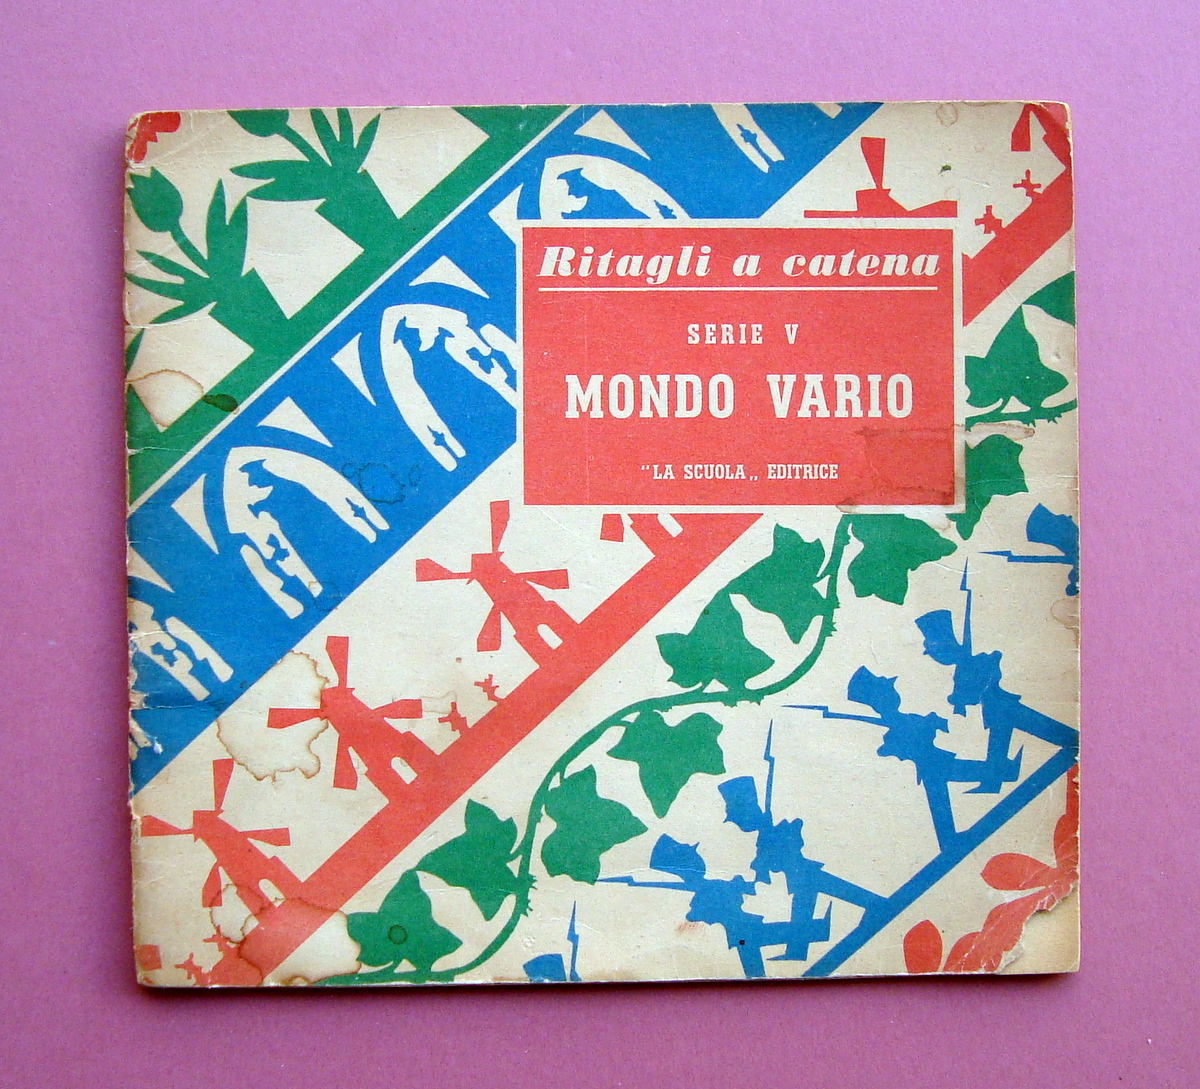 Ritagli a catena
SERIE V
MONDO VARIO
“LA SCUOLA„ EDITRICE